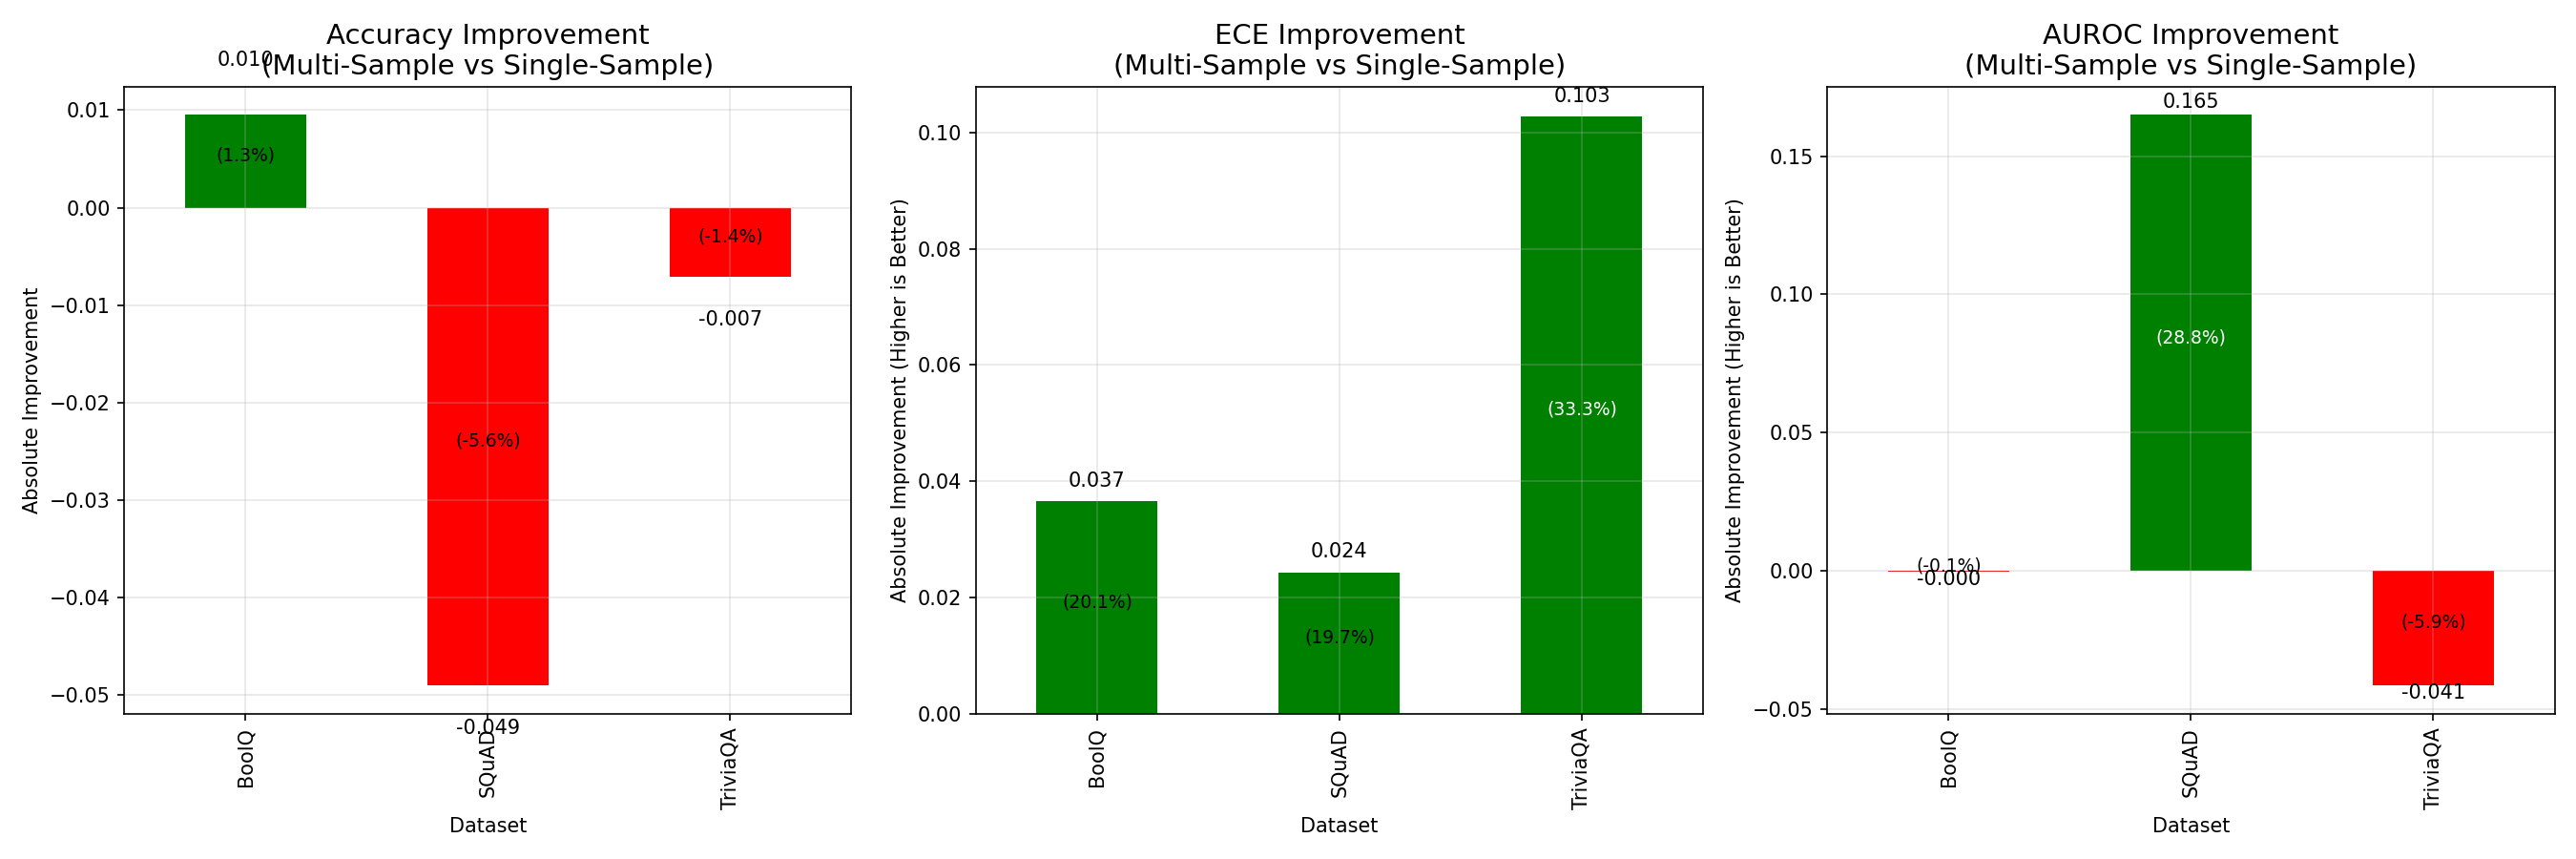 Accuracy Improvement
(Multi-Sample vs Single-Sample)
0.010
0.01
0.00
−0.01
−0.02
−0.03
−0.04
−0.05
Absolute Improvement
(1.3%)
(-5.6%)
(-1.4%)
-0.007
-0.049
BoolQ
SQuAD
TriviaQA
Dataset
ECE Improvement
(Multi-Sample vs Single-Sample)
0.10
0.08
0.06
0.04
0.02
0.00
Absolute Improvement (Higher is Better)
0.037
(20.1%)
0.024
(19.7%)
0.103
(33.3%)
BoolQ
SQuAD
TriviaQA
Dataset
AUROC Improvement
(Multi-Sample vs Single-Sample)
0.15
0.10
0.05
0.00
−0.05
Absolute Improvement (Higher is Better)
(-0.1%)
-0.000
0.165
(28.8%)
(-5.9%)
-0.041
BoolQ
SQuAD
TriviaQA
Dataset